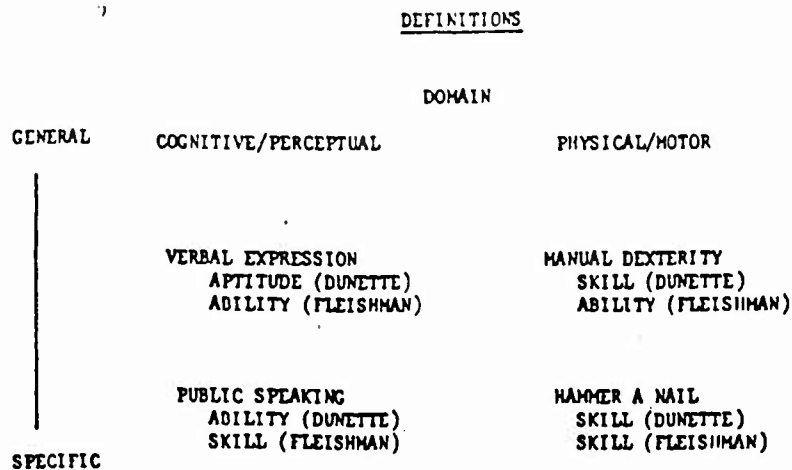 DEFINITIONS
DOMAIN
GENERAL COGNITIVE/PERCEPTUAL PHYSICAL/MOTOR
VERBAL EXPRESSION MANUAL DEXTERITY
APTITUDE (DUNETTE) SKILL (DUNETTE)
ABILITY (FLEISHMAN) ABILITY (FLEISHMAN)
PUBLIC SPEAKING HAMMER A NAIL
ABILITY (DUNETTE) SKILL (DUNETTE)
SKILL (FLEISHMAN) SKILL (FLEISHMAN)
SPECIFIC